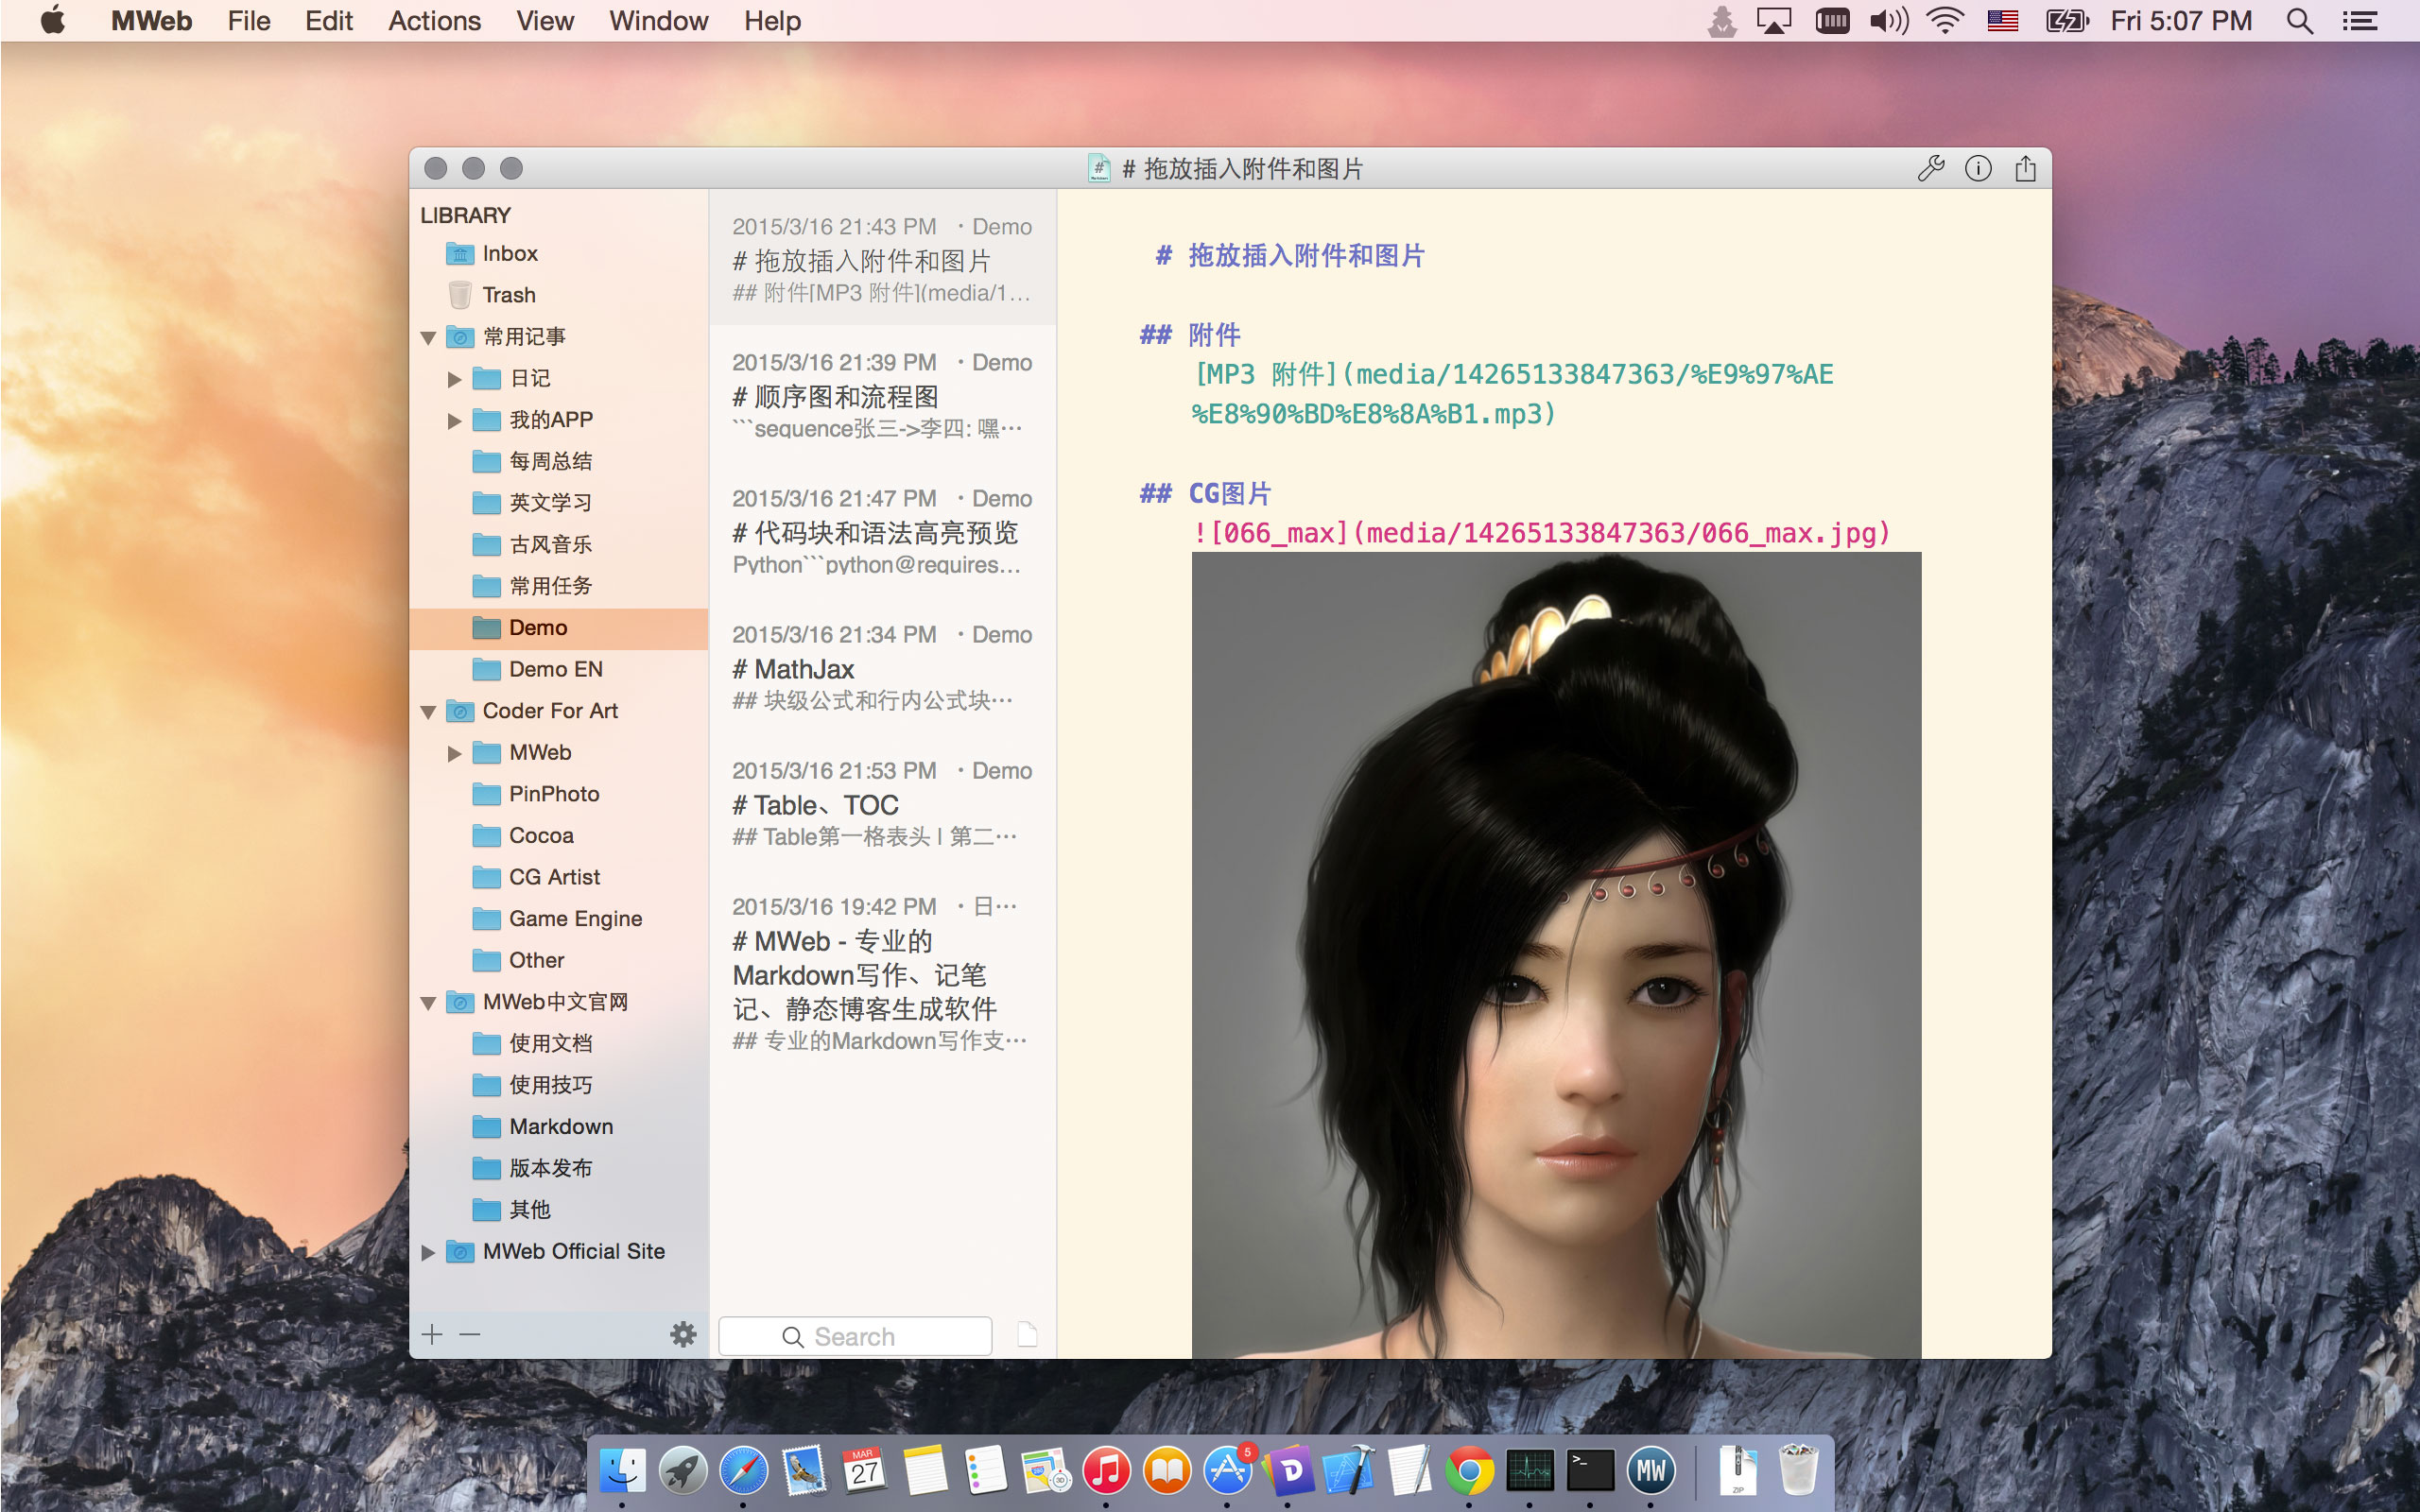 MWeb File Edit Actions View Window Help
Fri 5:07 PM
# 拖放插入附件和图片
LIBRARY
Inbox
Trash
常用记事
日记
我的APP
每周总结
英文学习
古风音乐
常用任务
Demo
Demo EN
Coder For Art
MWeb
PinPhoto
Cocoa
CG Artist
Game Engine
Other
MWeb中文官网
使用文档
使用技巧
Markdown
版本发布
其他
MWeb Official Site
2015/3/16 21:43 PM ・Demo
# 拖放插入附件和图片
## 附件[MP3 附件](media/1…
2015/3/16 21:39 PM ・Demo
# 顺序图和流程图
```sequence张三->李四: 嘿…
2015/3/16 21:47 PM ・Demo
# 代码块和语法高亮预览
Python```python@requires…
2015/3/16 21:34 PM ・Demo
# MathJax
## 块级公式和行内公式块…
2015/3/16 21:53 PM ・Demo
# Table、TOC
## Table第一格表头 | 第二…
2015/3/16 19:42 PM ・日…
# MWeb - 专业的
Markdown写作、记笔
记、静态博客生成软件
## 专业的Markdown写作支…
Search
# 拖放插入附件和图片
## 附件
[MP3 附件](media/14265133847363/%E9%97%AE
%E8%90%BD%E8%8A%B1.mp3)
## CG图片
![066_max](media/14265133847363/066_max.jpg)
MAR
27
3D
5
D
>_
MW
ZIP